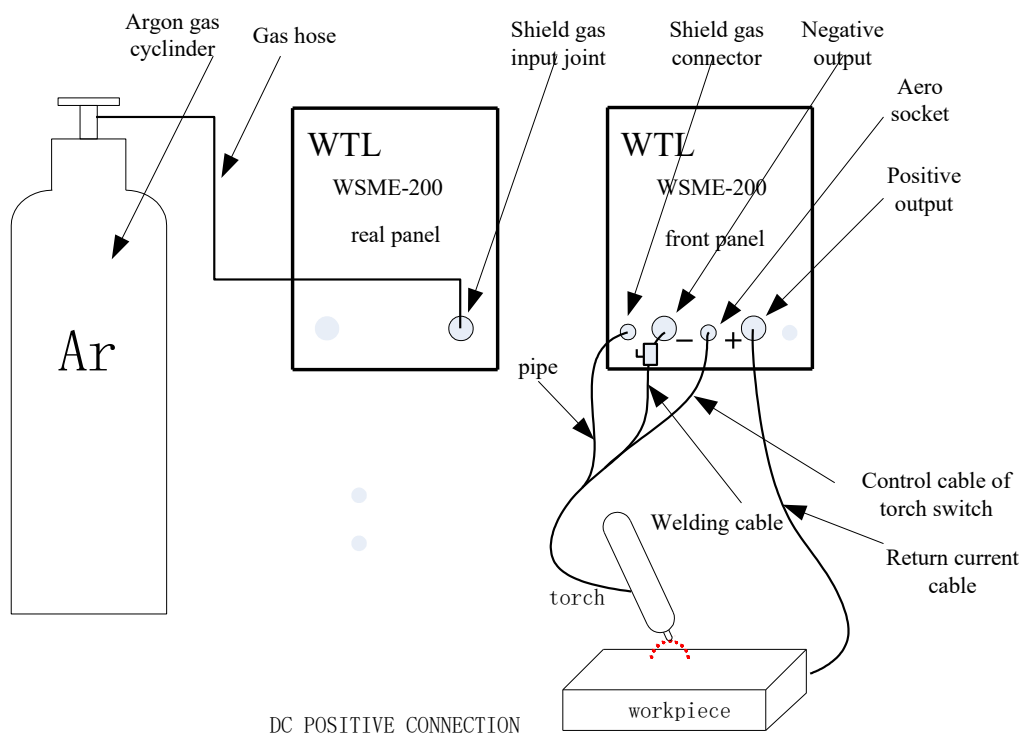 Argon gas
cyclinder
Gas hose
Shield gas
input joint
Shield gas
connector
Negative
output
Aero
socket
Positive
output
WTL
WSME-200
real panel
WTL
WSME-200
front panel
Ar
− +
pipe
Control cable of
torch switch
Welding cable
Return current
cable
torch
workpiece
DC POSITIVE CONNECTION